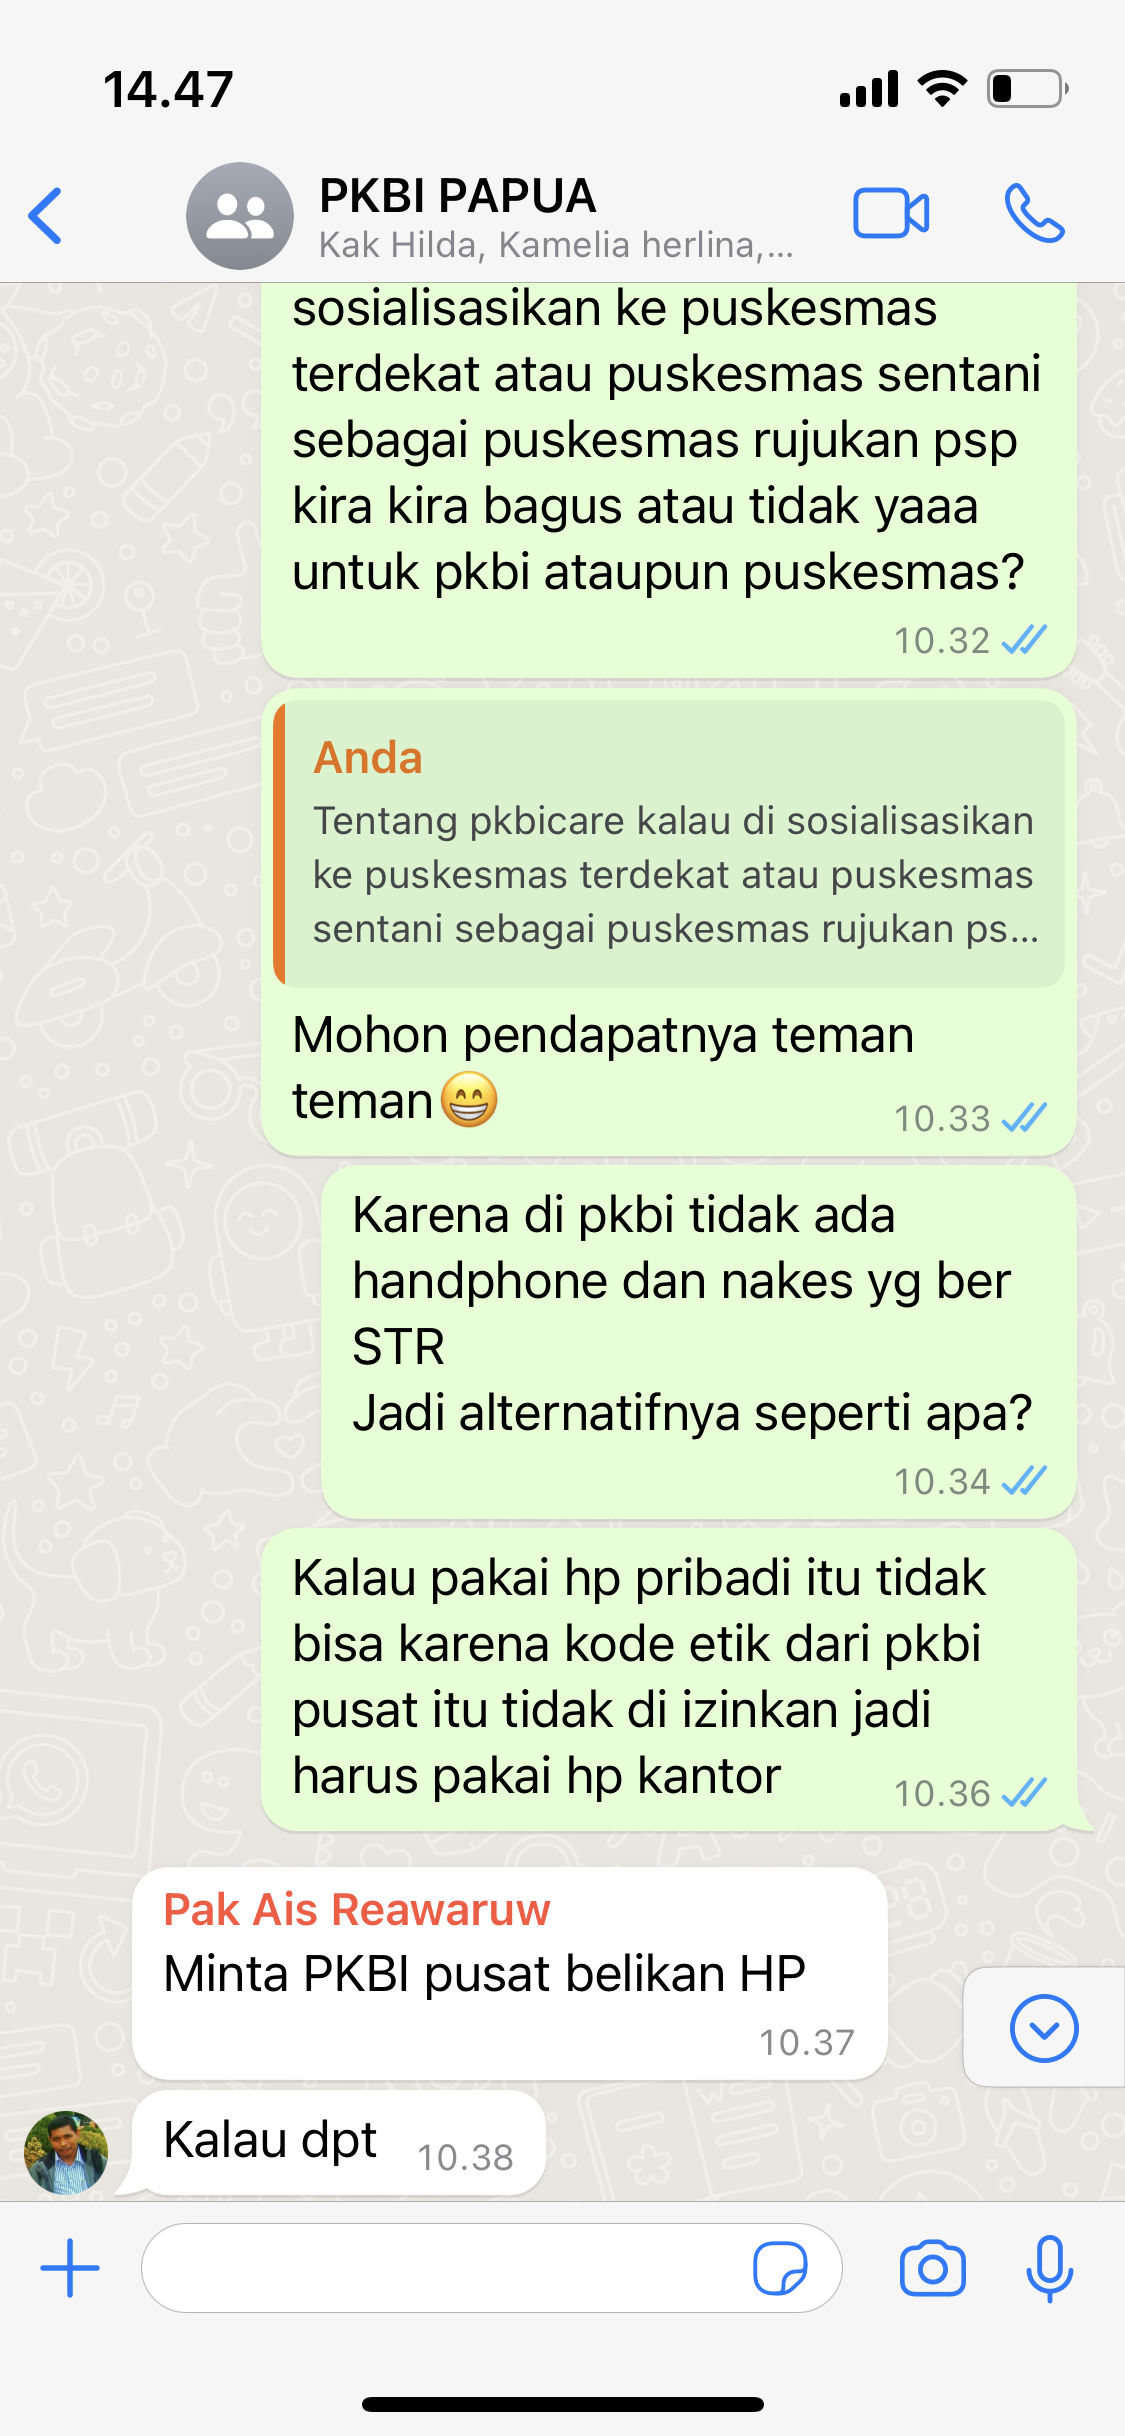 14.47
PKBI PAPUA
Kak Hilda, Kamelia herlina,...
sosialisasikan ke puskesmas
terdekat atau puskesmas sentani
sebagai puskesmas rujukan psp
kira kira bagus atau tidak yaaa
untuk pkbi ataupun puskesmas?
10.32
Anda
Tentang pkbicare kalau di sosialisasikan
ke puskesmas terdekat atau puskesmas
sentani sebagai puskesmas rujukan ps...
Mohon pendapatnya teman
teman😁
10.33
Karena di pkbi tidak ada
handphone dan nakes yg ber
STR
Jadi alternatifnya seperti apa?
10.34
Kalau pakai hp pribadi itu tidak
bisa karena kode etik dari pkbi
pusat itu tidak di izinkan jadi
harus pakai hp kantor
10.36
Pak Ais Reawaruw
Minta PKBI pusat belikan HP
10.37
Kalau dpt 10.38